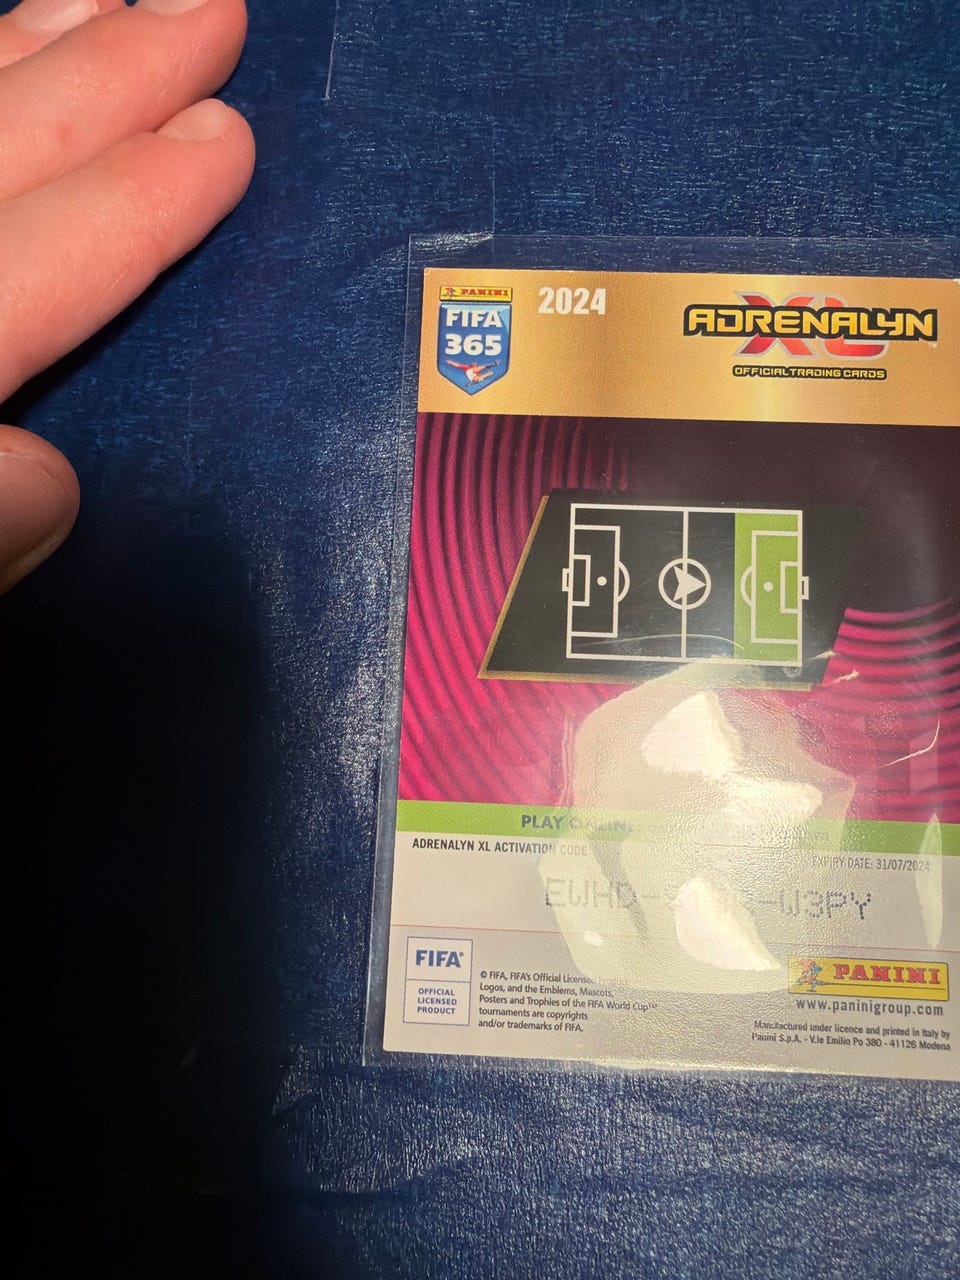 PANINI
FIFA
365
2024
ADRENALYN
XL
OFFICIAL TRADING CARDS
PLAY ONLINE
ADRENALYN XL ACTIVATION CODE
EXPIRY DATE: 31/07/2024
EWHD- -W3PY
FIFA®
OFFICIAL
LICENSED
PRODUCT
© FIFA, FIFA's Official Licensed
Logos, and the Emblems, Mascots,
Posters and Trophies of the FIFA World Cup™
tournaments are copyrights
and/or trademarks of FIFA.
PANINI
www.paninigroup.com
Manufactured under licence and printed in Italy by
Panini S.p.A. - V.le Emilio Po 380 - 41126 Modena